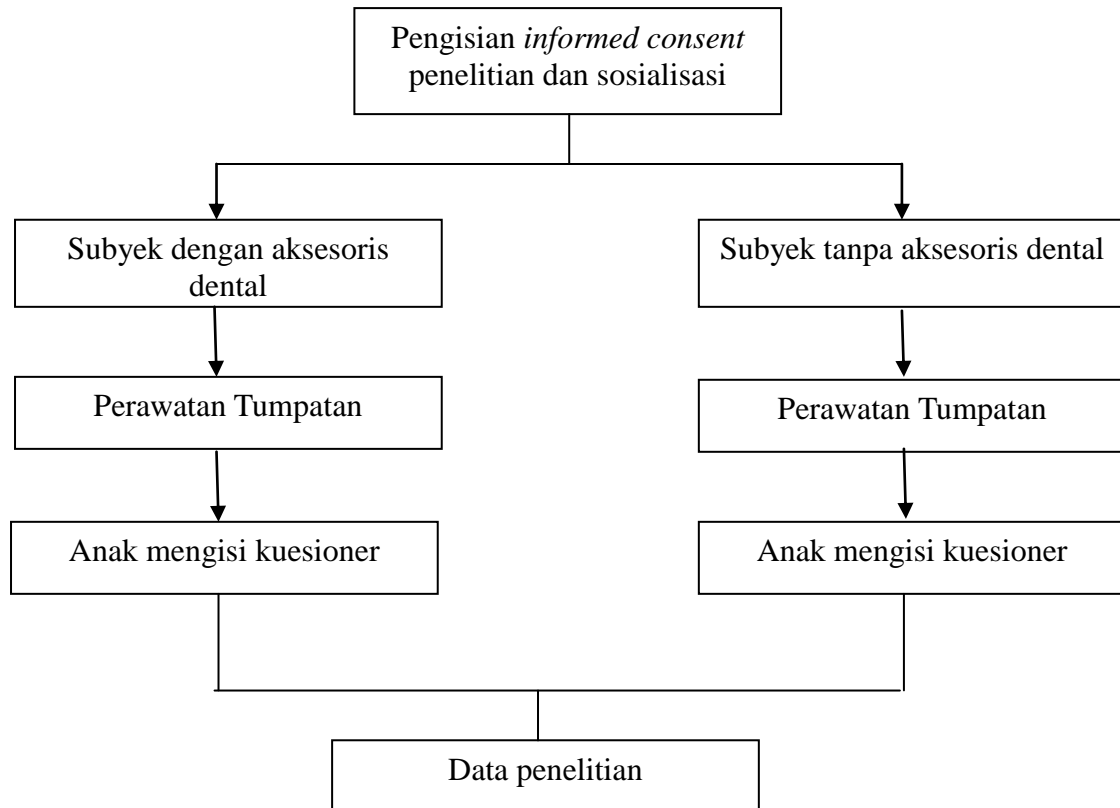 Pengisian informed consent
penelitian dan sosialisasi
Subyek dengan aksesoris
dental
Subyek tanpa aksesoris dental
Perawatan Tumpatan
Perawatan Tumpatan
Anak mengisi kuesioner
Anak mengisi kuesioner
Data penelitian